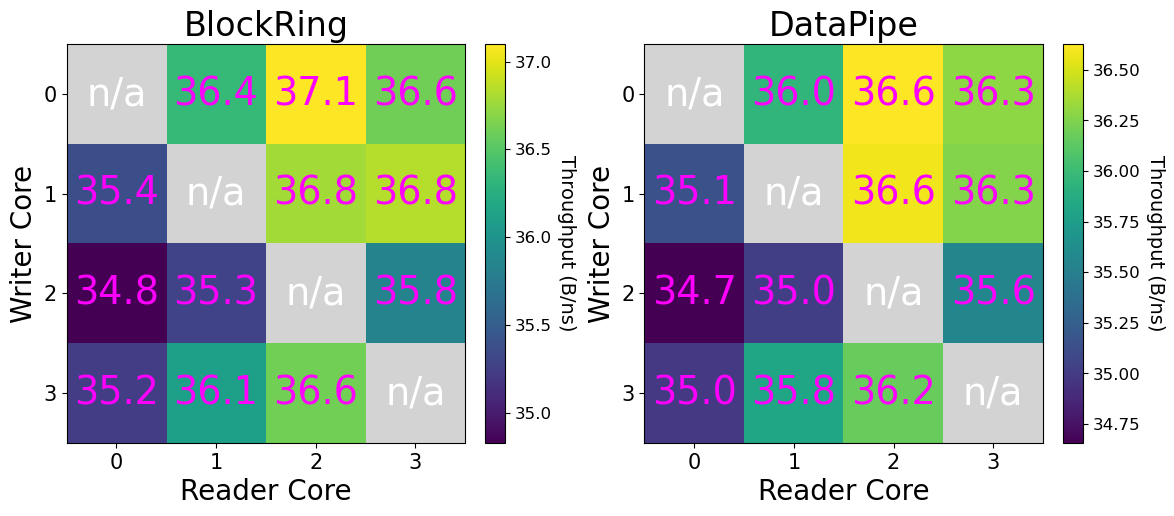 BlockRing
n/a 36.4 37.1 36.6
35.4 n/a 36.8 36.8
34.8 35.3 n/a 35.8
35.2 36.1 36.6 n/a
0
1
2
3
Writer Core
0 1 2 3
Reader Core
37.0
36.5
36.0
35.5
35.0
Throughput (B/ns)
DataPipe
n/a 36.0 36.6 36.3
35.1 n/a 36.6 36.3
34.7 35.0 n/a 35.6
35.0 35.8 36.2 n/a
0
1
2
3
Writer Core
0 1 2 3
Reader Core
36.50
36.25
36.00
35.75
35.50
35.25
35.00
34.75
Throughput (B/ns)